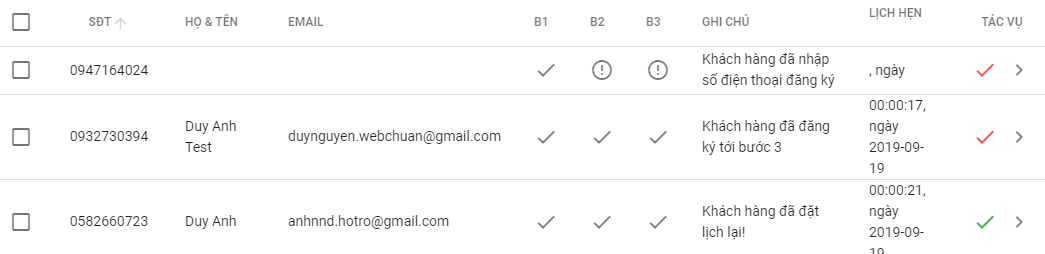 SĐT HỌ & TÊN EMAIL B1 B2 B3 GHI CHÚ LỊCH HẸN TÁC VỤ
0947164024
Khách hàng đã nhập
số điện thoại đăng ký
, ngày
0932730394
Duy Anh
Test
duynguyen.webchuan@gmail.com
Khách hàng đã đăng
ký tới bước 3
00:00:17,
ngày
2019-09-
19
0582660723
Duy Anh
anhnnd.hotro@gmail.com
Khách hàng đã đặt
lịch lại!
00:00:21,
ngày
2019-09-
19